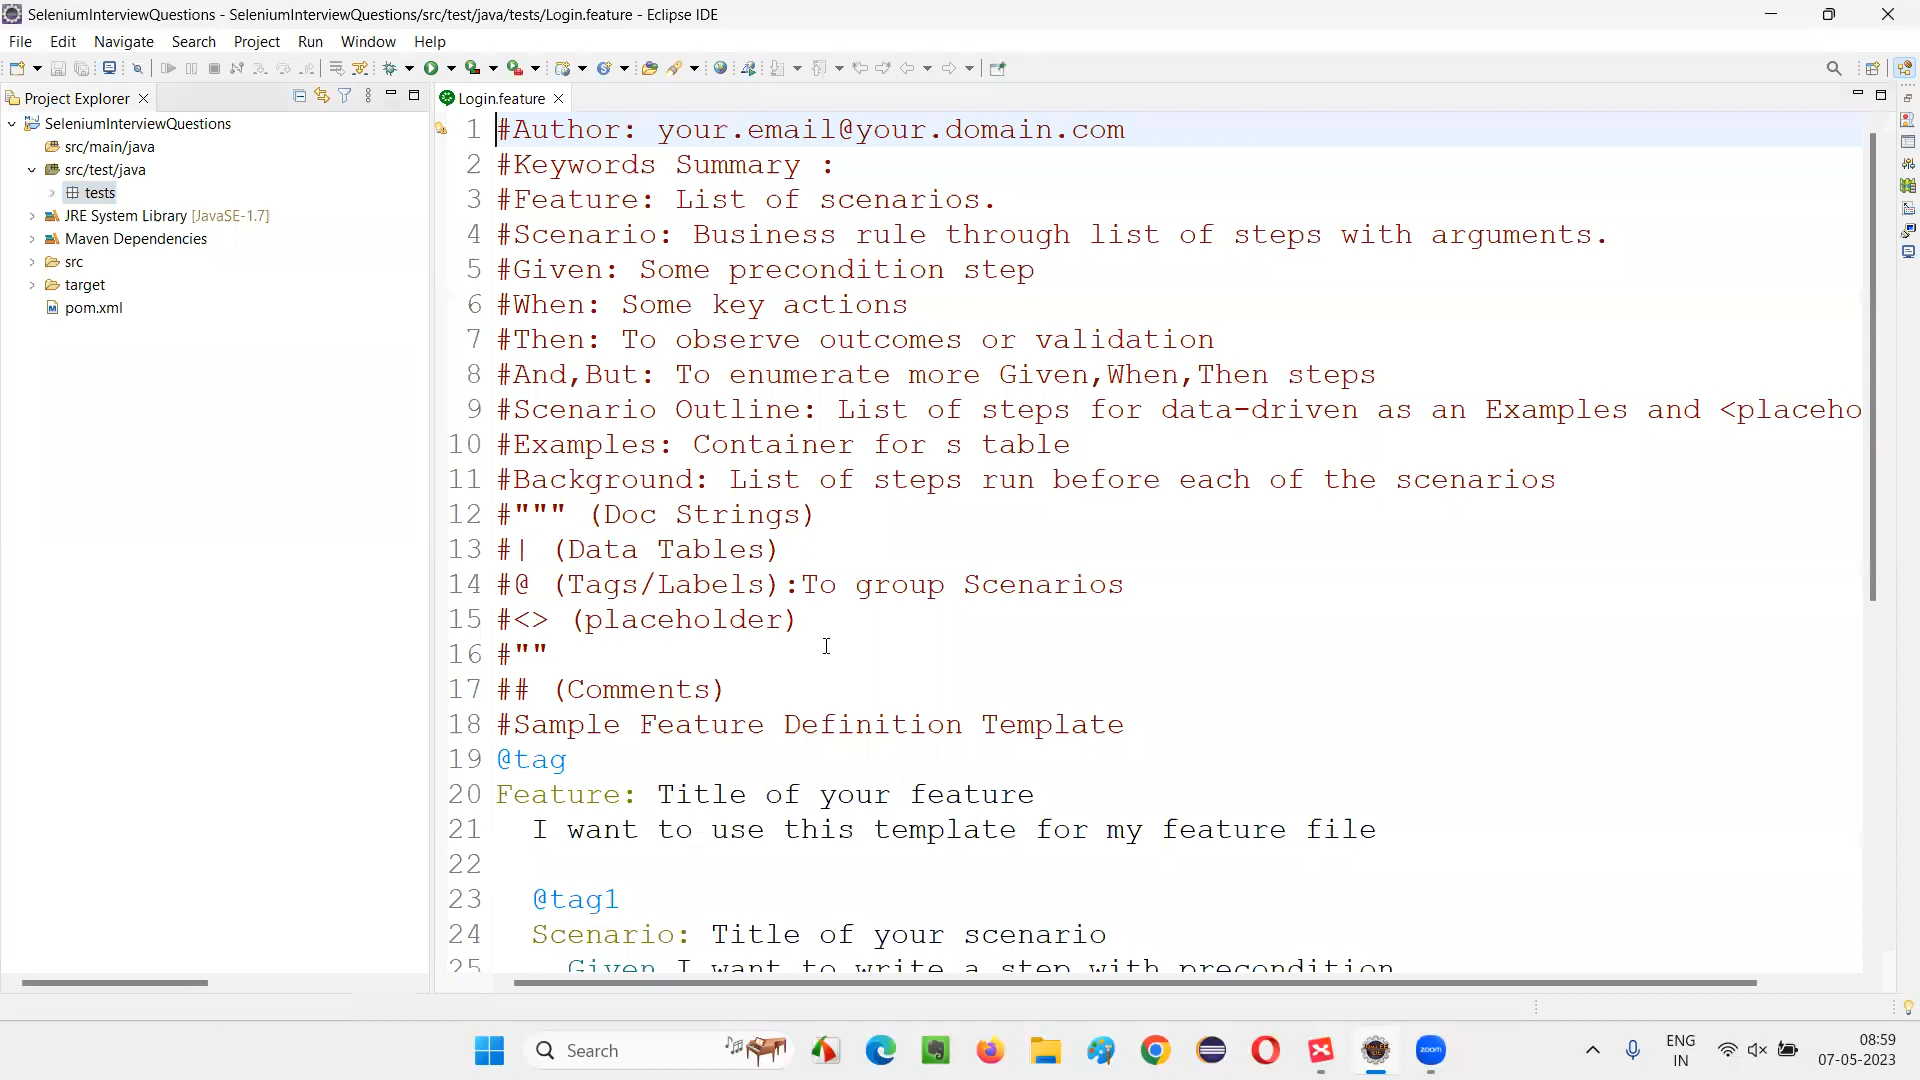 SeleniumInterviewQuestions - SeleniumInterviewQuestions/src/test/java/tests/Login.feature - Eclipse IDE
File Edit Navigate Search Project Run Window Help
Project Explorer
SeleniumInterviewQuestions
src/main/java
src/test/java
tests
JRE System Library [JavaSE-1.7]
Maven Dependencies
src
target
pom.xml
Login.feature
1 #Author: your.email@your.domain.com
2 #Keywords Summary :
3 #Feature: List of scenarios.
4 #Scenario: Business rule through list of steps with arguments.
5 #Given: Some precondition step
6 #When: Some key actions
7 #Then: To observe outcomes or validation
8 #And,But: To enumerate more Given,When,Then steps
9 #Scenario Outline: List of steps for data-driven as an Examples and <placeho
10 #Examples: Container for s table
11 #Background: List of steps run before each of the scenarios
12 #""" (Doc Strings)
13 #| (Data Tables)
14 #@ (Tags/Labels):To group Scenarios
15 #<> (placeholder)
16 #""
17 ## (Comments)
18 #Sample Feature Definition Template
19 @tag
20 Feature: Title of your feature
21 I want to use this template for my feature file
22
23 @tag1
24 Scenario: Title of your scenario
25 Given I want to write a step with precondition
Search
zoom
ENG
IN
08:59
07-05-2023